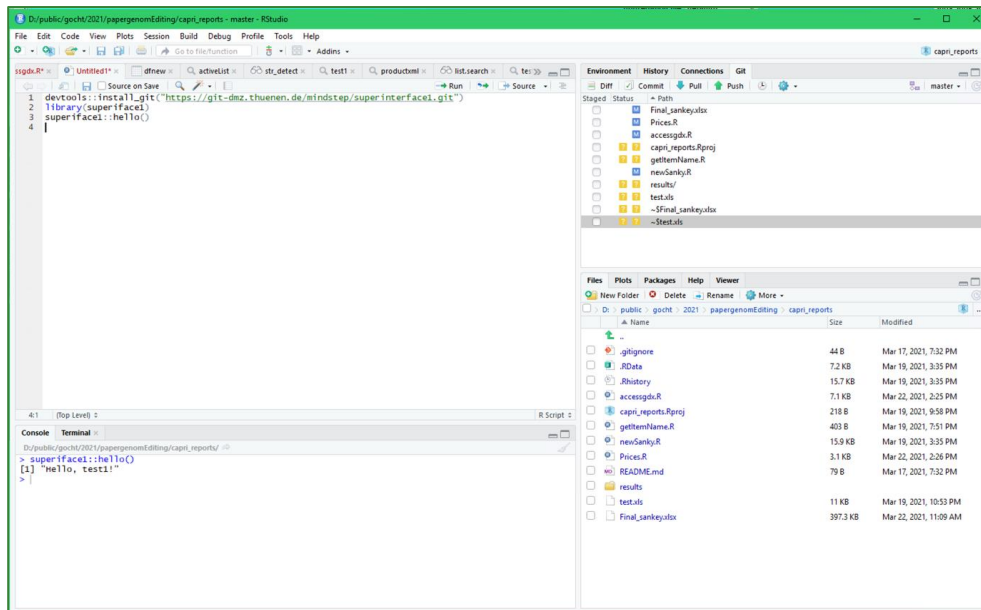 D:/public/gocht/2021/papergenomEditing/capri_reports - master - RStudio
File Edit Code View Plots Session Build Debug Profile Tools Help
Go to file/function Addins capri_reports
ssgdx.R* Untitled1* dfnew activeList str_detect test1 productxml list.search
Source on Save Run Source
1 devtools::install_git("https://git-dmz.thuenen.de/mindstep/superinterface1.git")
2 library(superiface1)
3 superiface1::hello()
4
4:1 (Top Level) R Script
Console Terminal
D:/public/gocht/2021/papergenomEditing/capri_reports/
> superiface1::hello()
[1] "Hello, test1!"
>
Environment History Connections Git
Diff Commit Pull Push master
Staged Status Path
M Final_sankey.xlsx
M Prices.R
M accessgdx.R
? ? capri_reports.Rproj
? ? getItemName.R
M newSanky.R
? ? results/
? ? test.xls
? ? ~$Final_sankey.xlsx
? ? ~$test.xls
Files Plots Packages Help Viewer
New Folder Delete Rename More
D: public gocht 2021 papergenomEditing capri_reports
Name Size Modified
..
.gitignore 44 B Mar 17, 2021, 7:32 PM
.RData 7.2 KB Mar 19, 2021, 3:35 PM
.Rhistory 15.7 KB Mar 19, 2021, 3:35 PM
accessgdx.R 7.1 KB Mar 22, 2021, 2:25 PM
capri_reports.Rproj 218 B Mar 19, 2021, 9:58 PM
getItemName.R 403 B Mar 19, 2021, 7:51 PM
newSanky.R 15.9 KB Mar 19, 2021, 3:35 PM
Prices.R 3.1 KB Mar 22, 2021, 2:26 PM
README.md 79 B Mar 17, 2021, 7:32 PM
results
test.xls 11 KB Mar 19, 2021, 10:53 PM
Final_sankey.xlsx 397.3 KB Mar 22, 2021, 11:09 AM